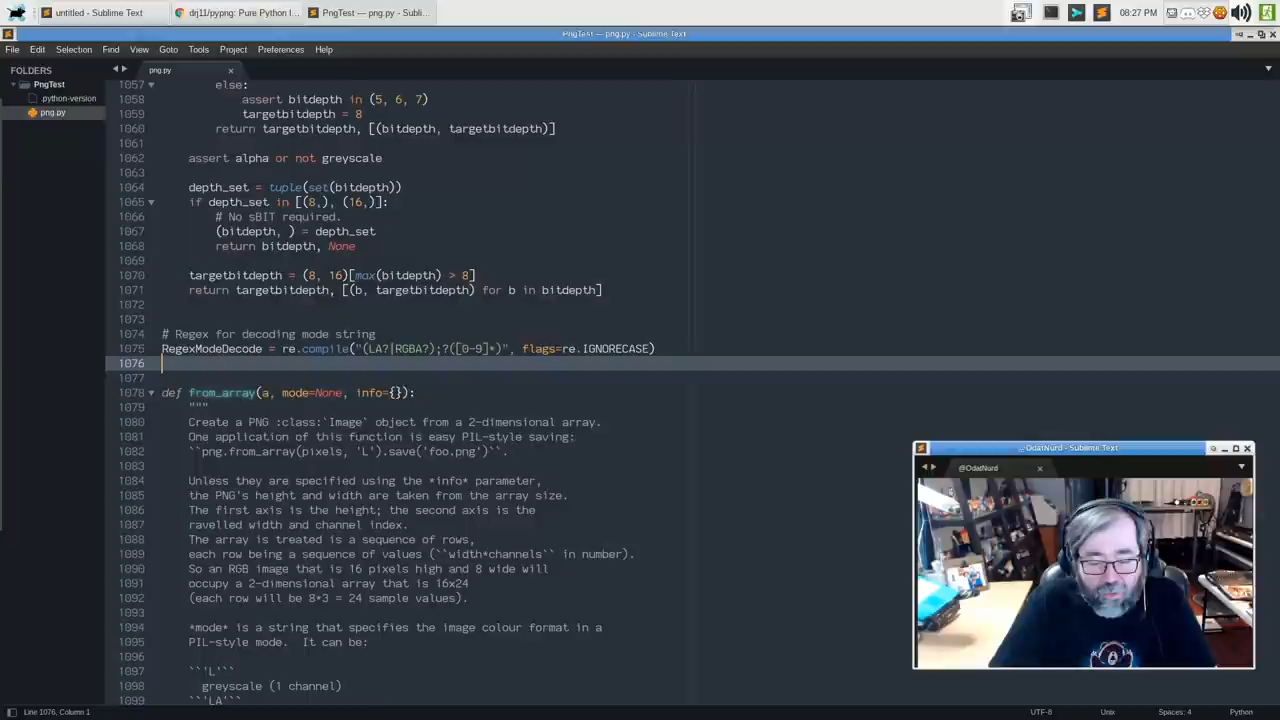 untitled - Sublime Text
drj11/pypng: Pure Python l...
PngTest — png.py - Subli...
08:27 PM
PngTest — png.py - Sublime Text
File Edit Selection View Find Goto Tools Project Preferences Help
FOLDERS
PngTest
.python-version
png.py
png.py
1057 else:
1058 assert bitdepth in (5, 6, 7)
1059 targetbitdepth = 8
1060 return targetbitdepth, [(bitdepth, targetbitdepth)]
1061
1062 assert alpha or not greyscale
1063
1064 depth_set = tuple(set(bitdepth))
1065 if depth_set in [(8,), (16,)]:
1066 # No sBIT required.
1067 (bitdepth, ) = depth_set
1068 return bitdepth, None
1069
1070 targetbitdepth = (8, 16)[max(bitdepth) > 8]
1071 return targetbitdepth, [(b, targetbitdepth) for b in bitdepth]
1072
1073
1074 # Regex for decoding mode string
1075 RegexModeDecode = re.compile("(LA?|RGBA?);?([0-9]*)", flags=re.IGNORECASE)
1076
1077
1078 def from_array(a, mode=None, info={}):
1079 """
1080 Create a PNG :class:`Image` object from a 2-dimensional array.
1081 One application of this function is easy PIL-style saving:
1082 ``png.from_array(pixels, 'L').save('foo.png')``.
1083
1084 Unless they are specified using the *info* parameter,
1085 the PNG's height and width are taken from the array size.
1086 The first axis is the height; the second axis is the
1087 ravelled width and channel index.
1088 The array is treated is a sequence of rows,
1089 each row being a sequence of values (``width*channels`` in number).
1090 So an RGB image that is 16 pixels high and 8 wide will
1091 occupy a 2-dimensional array that is 16x24
1092 (each row will be 8*3 = 24 sample values).
1093
1094 *mode* is a string that specifies the image colour format in a
1095 PIL-style mode.  It can be:
1096
1097 ``'L'``
1098 greyscale (1 channel)
1099 ``'LA'``
@OdatNurd - Sublime Text
@OdatNurd
Line 1076, Column 1
UTF-8
Unix
Spaces: 4
Python